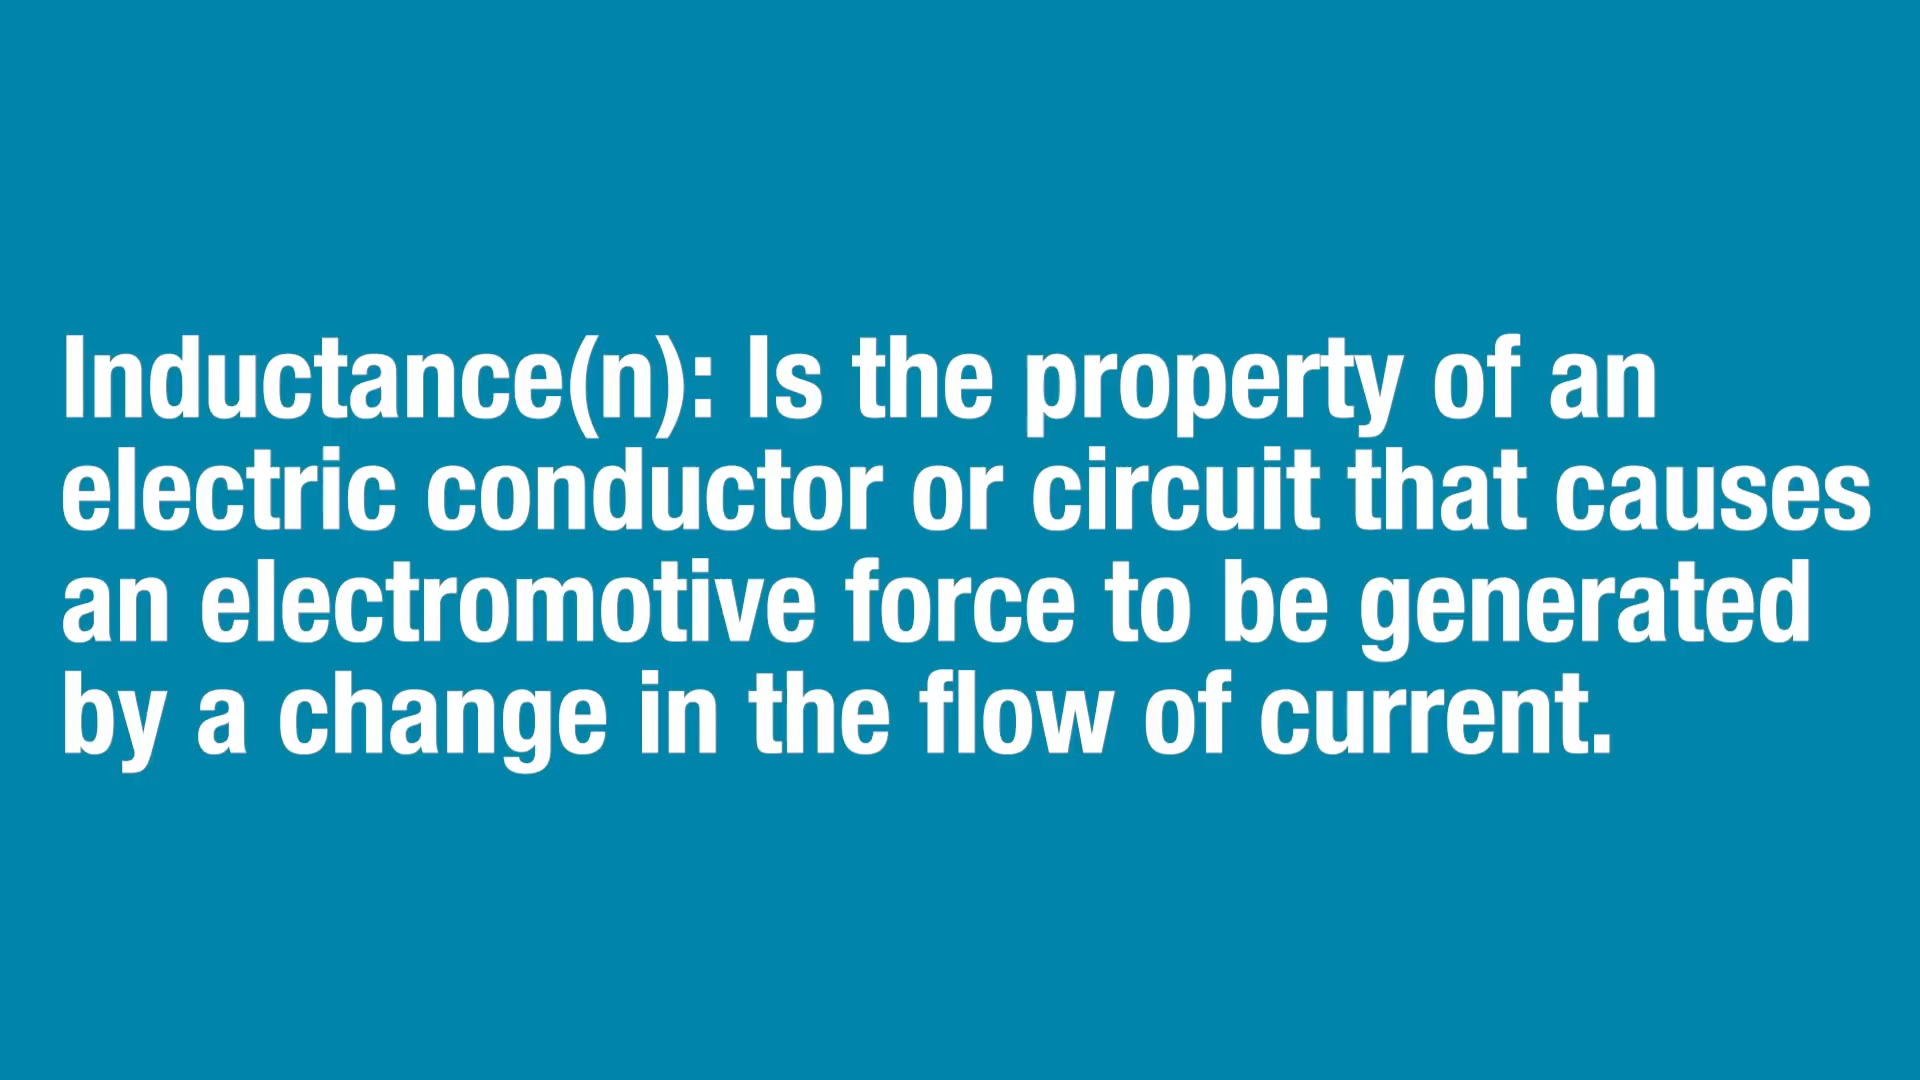 Inductance(n): Is the property of an
electric conductor or circuit that causes
an electromotive force to be generated
by a change in the flow of current.